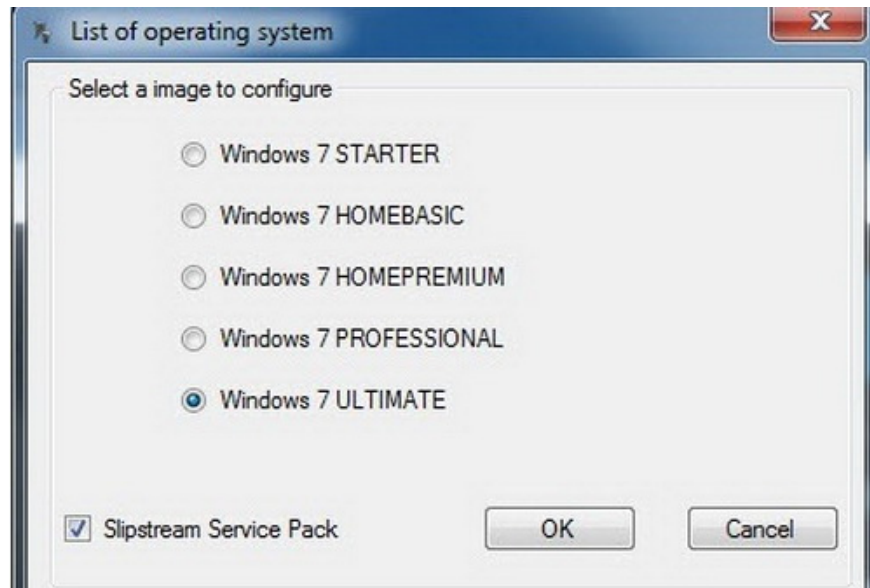 List of operating system
Select a image to configure
Windows 7 STARTER
Windows 7 HOMEBASIC
Windows 7 HOMEPREMIUM
Windows 7 PROFESSIONAL
Windows 7 ULTIMATE
Slipstream Service Pack OK Cancel